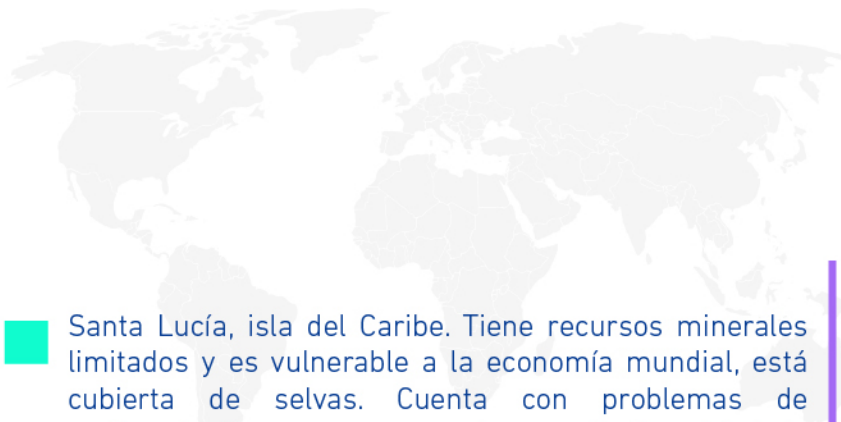 Santa Lucía, isla del Caribe. Tiene recursos minerales
limitados y es vulnerable a la economía mundial, está
cubierta de selvas. Cuenta con problemas de